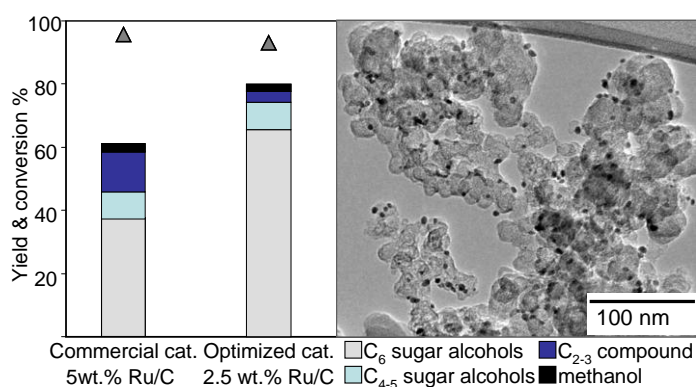 100
80
60
40
20
Yield & conversion %
Commercial cat.
5wt.% Ru/C
Optimized cat.
2.5 wt.% Ru/C
C6 sugar alcohols
C2-3 compound
C4-5 sugar alcohols
methanol
100 nm